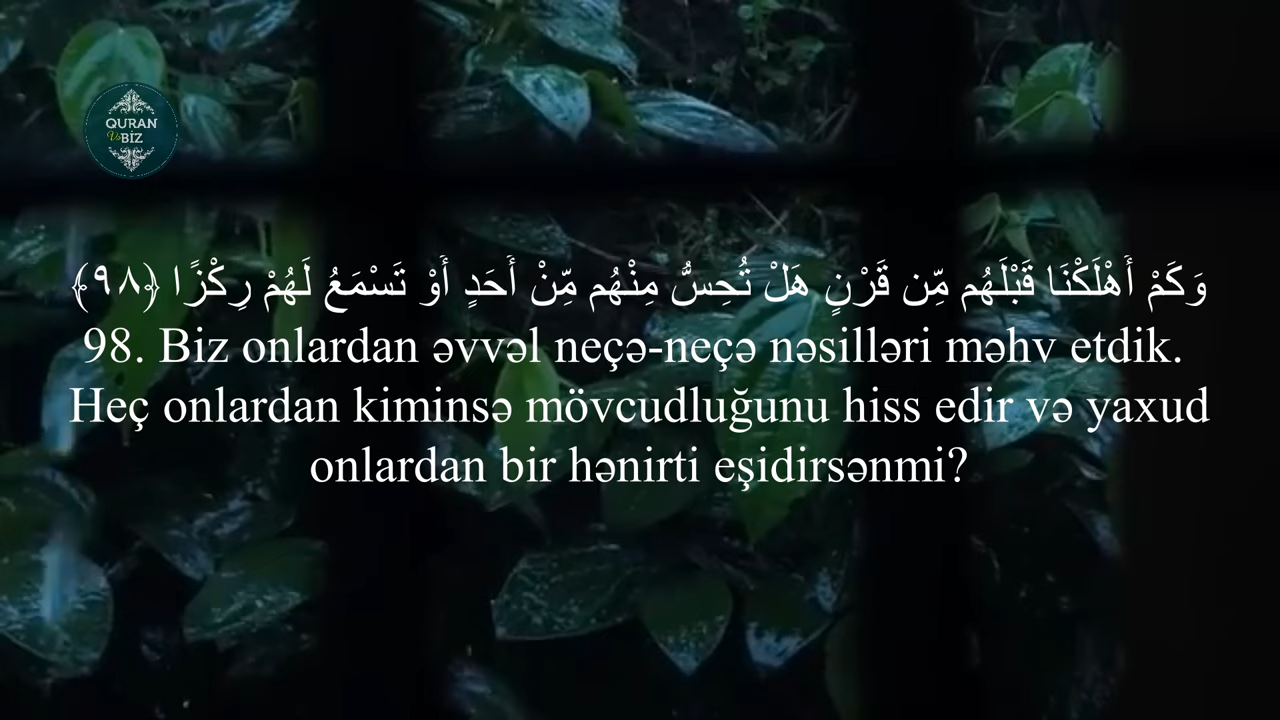 QURAN
Və BİZ
وَكَمْ أَهْلَكْنَا قَبْلَهُم مِّن قَرْنٍ هَلْ تُحِسُّ مِنْهُم مِّنْ أَحَدٍ أَوْ تَسْمَعُ لَهُمْ رِكْزًا ﴿٩٨﴾
98. Biz onlardan əvvəl neçə-neçə nəsilləri məhv etdik.
Heç onlardan kiminsə mövcudluğunu hiss edir və yaxud
onlardan bir hənirti eşidirsənmi?